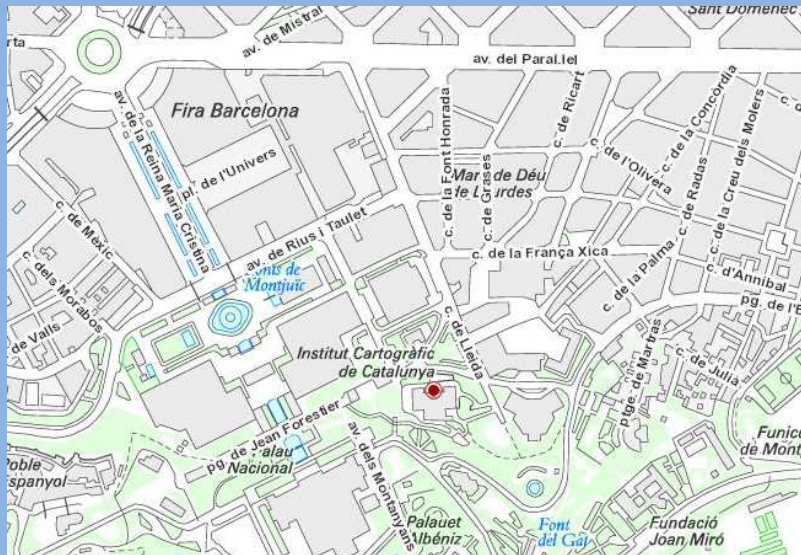 Sant Domènec
av. de Mistral
av. del Paral.lel
Fira Barcelona
av. de la Reina Maria Cristina
pl. de l'Univers
c. de la Font Honrada
c. de Ricart
c. de la Concòrdia
c. de la Creu dels Molers
c. de l'Olivera
c. de Grases
Mare de Déu
de Lourdes
c. de Radas
c. de Mèxic
av. de Rius i Taulet
c. de la França Xica
c. de la Palma
c. d'Anníbal
c. dels Morabos
Fonts de
Montjuïc
pg. de l'E
de Valls
c. de Lleida
Institut Cartogràfic
de Catalunya
ptge. de Martras
c. de Julià
pg. de Jean Forestier
av. dels Montanyans
Palau
Nacional
Poble
Espanyol
Funic
de Mont
Palauet
Albéniz
Font
del Gat
Fundació
Joan Miró